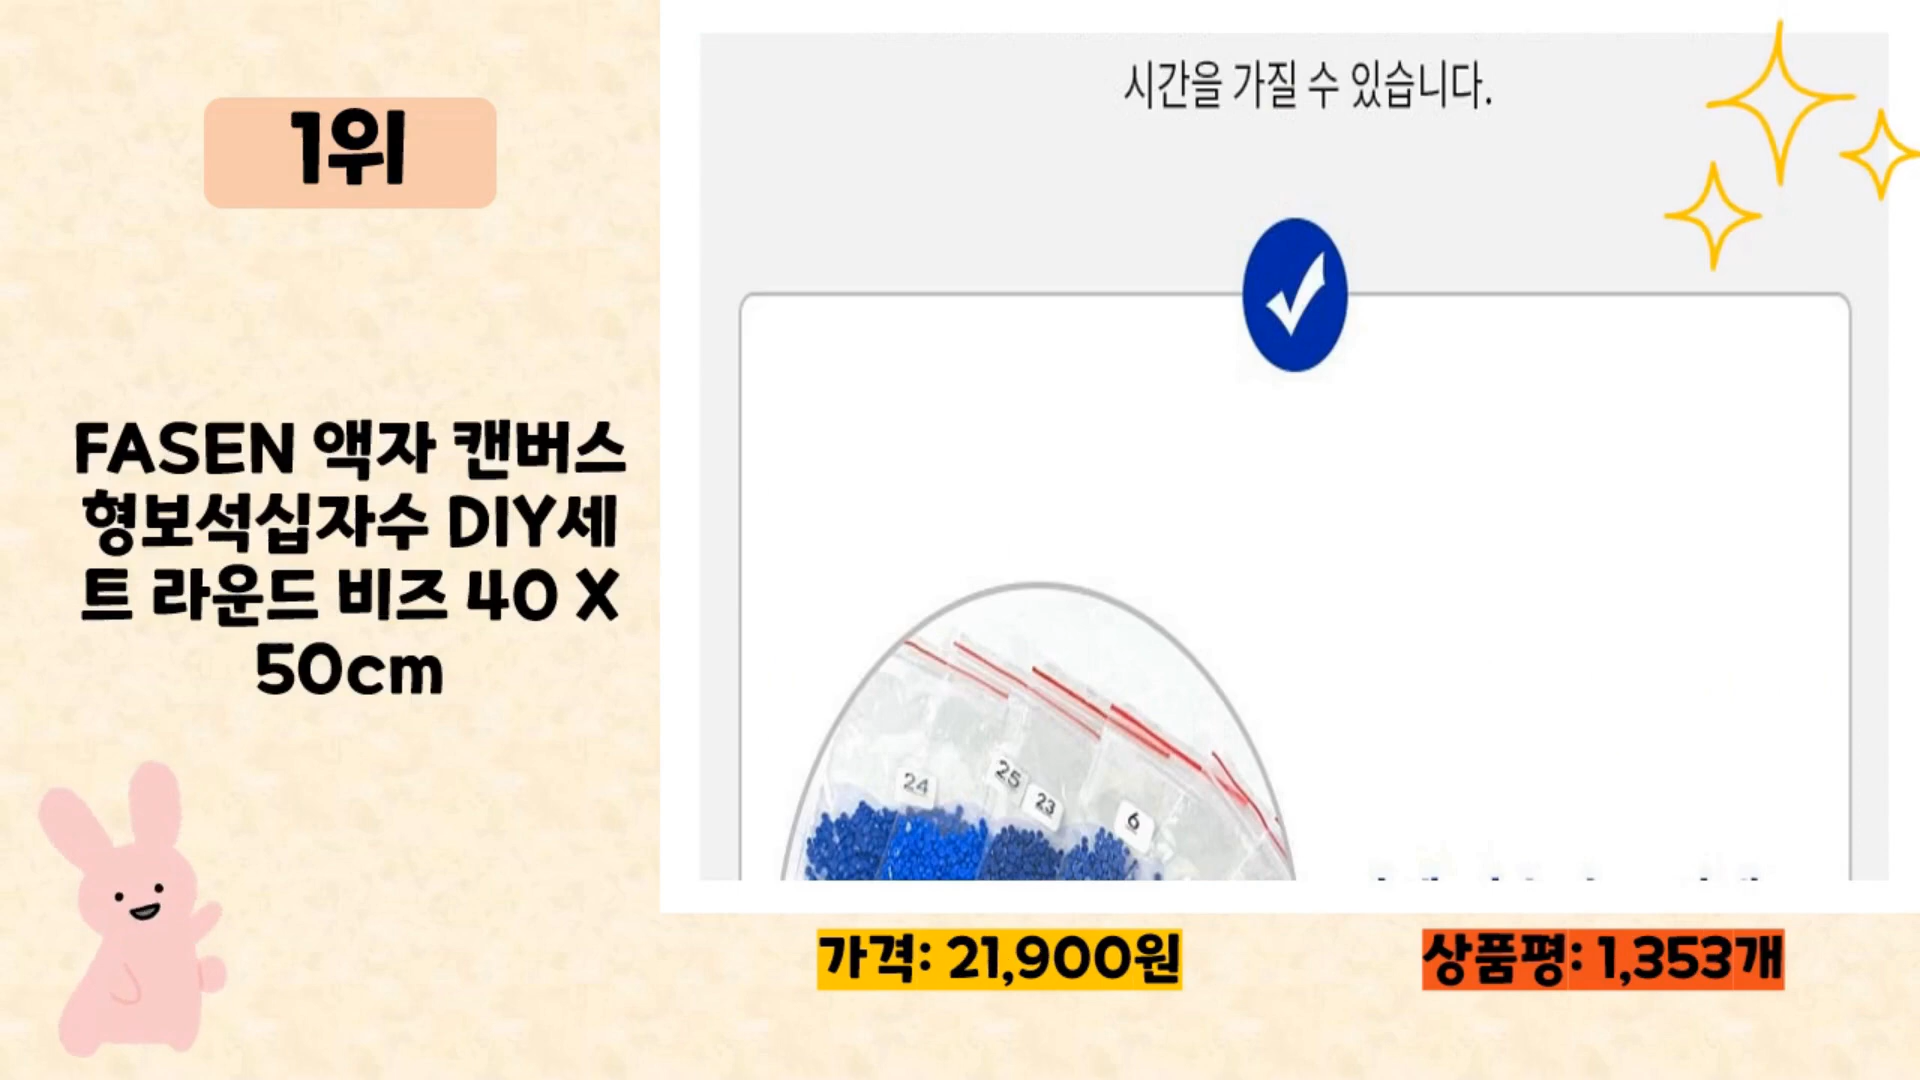 1위
시간을 가질 수 있습니다.
FASEN 액자 캔버스
형보석십자수 DIY세
트 라운드 비즈 40 X
50cm
24
25
23
6
가격: 21,900원
상품평: 1,353개